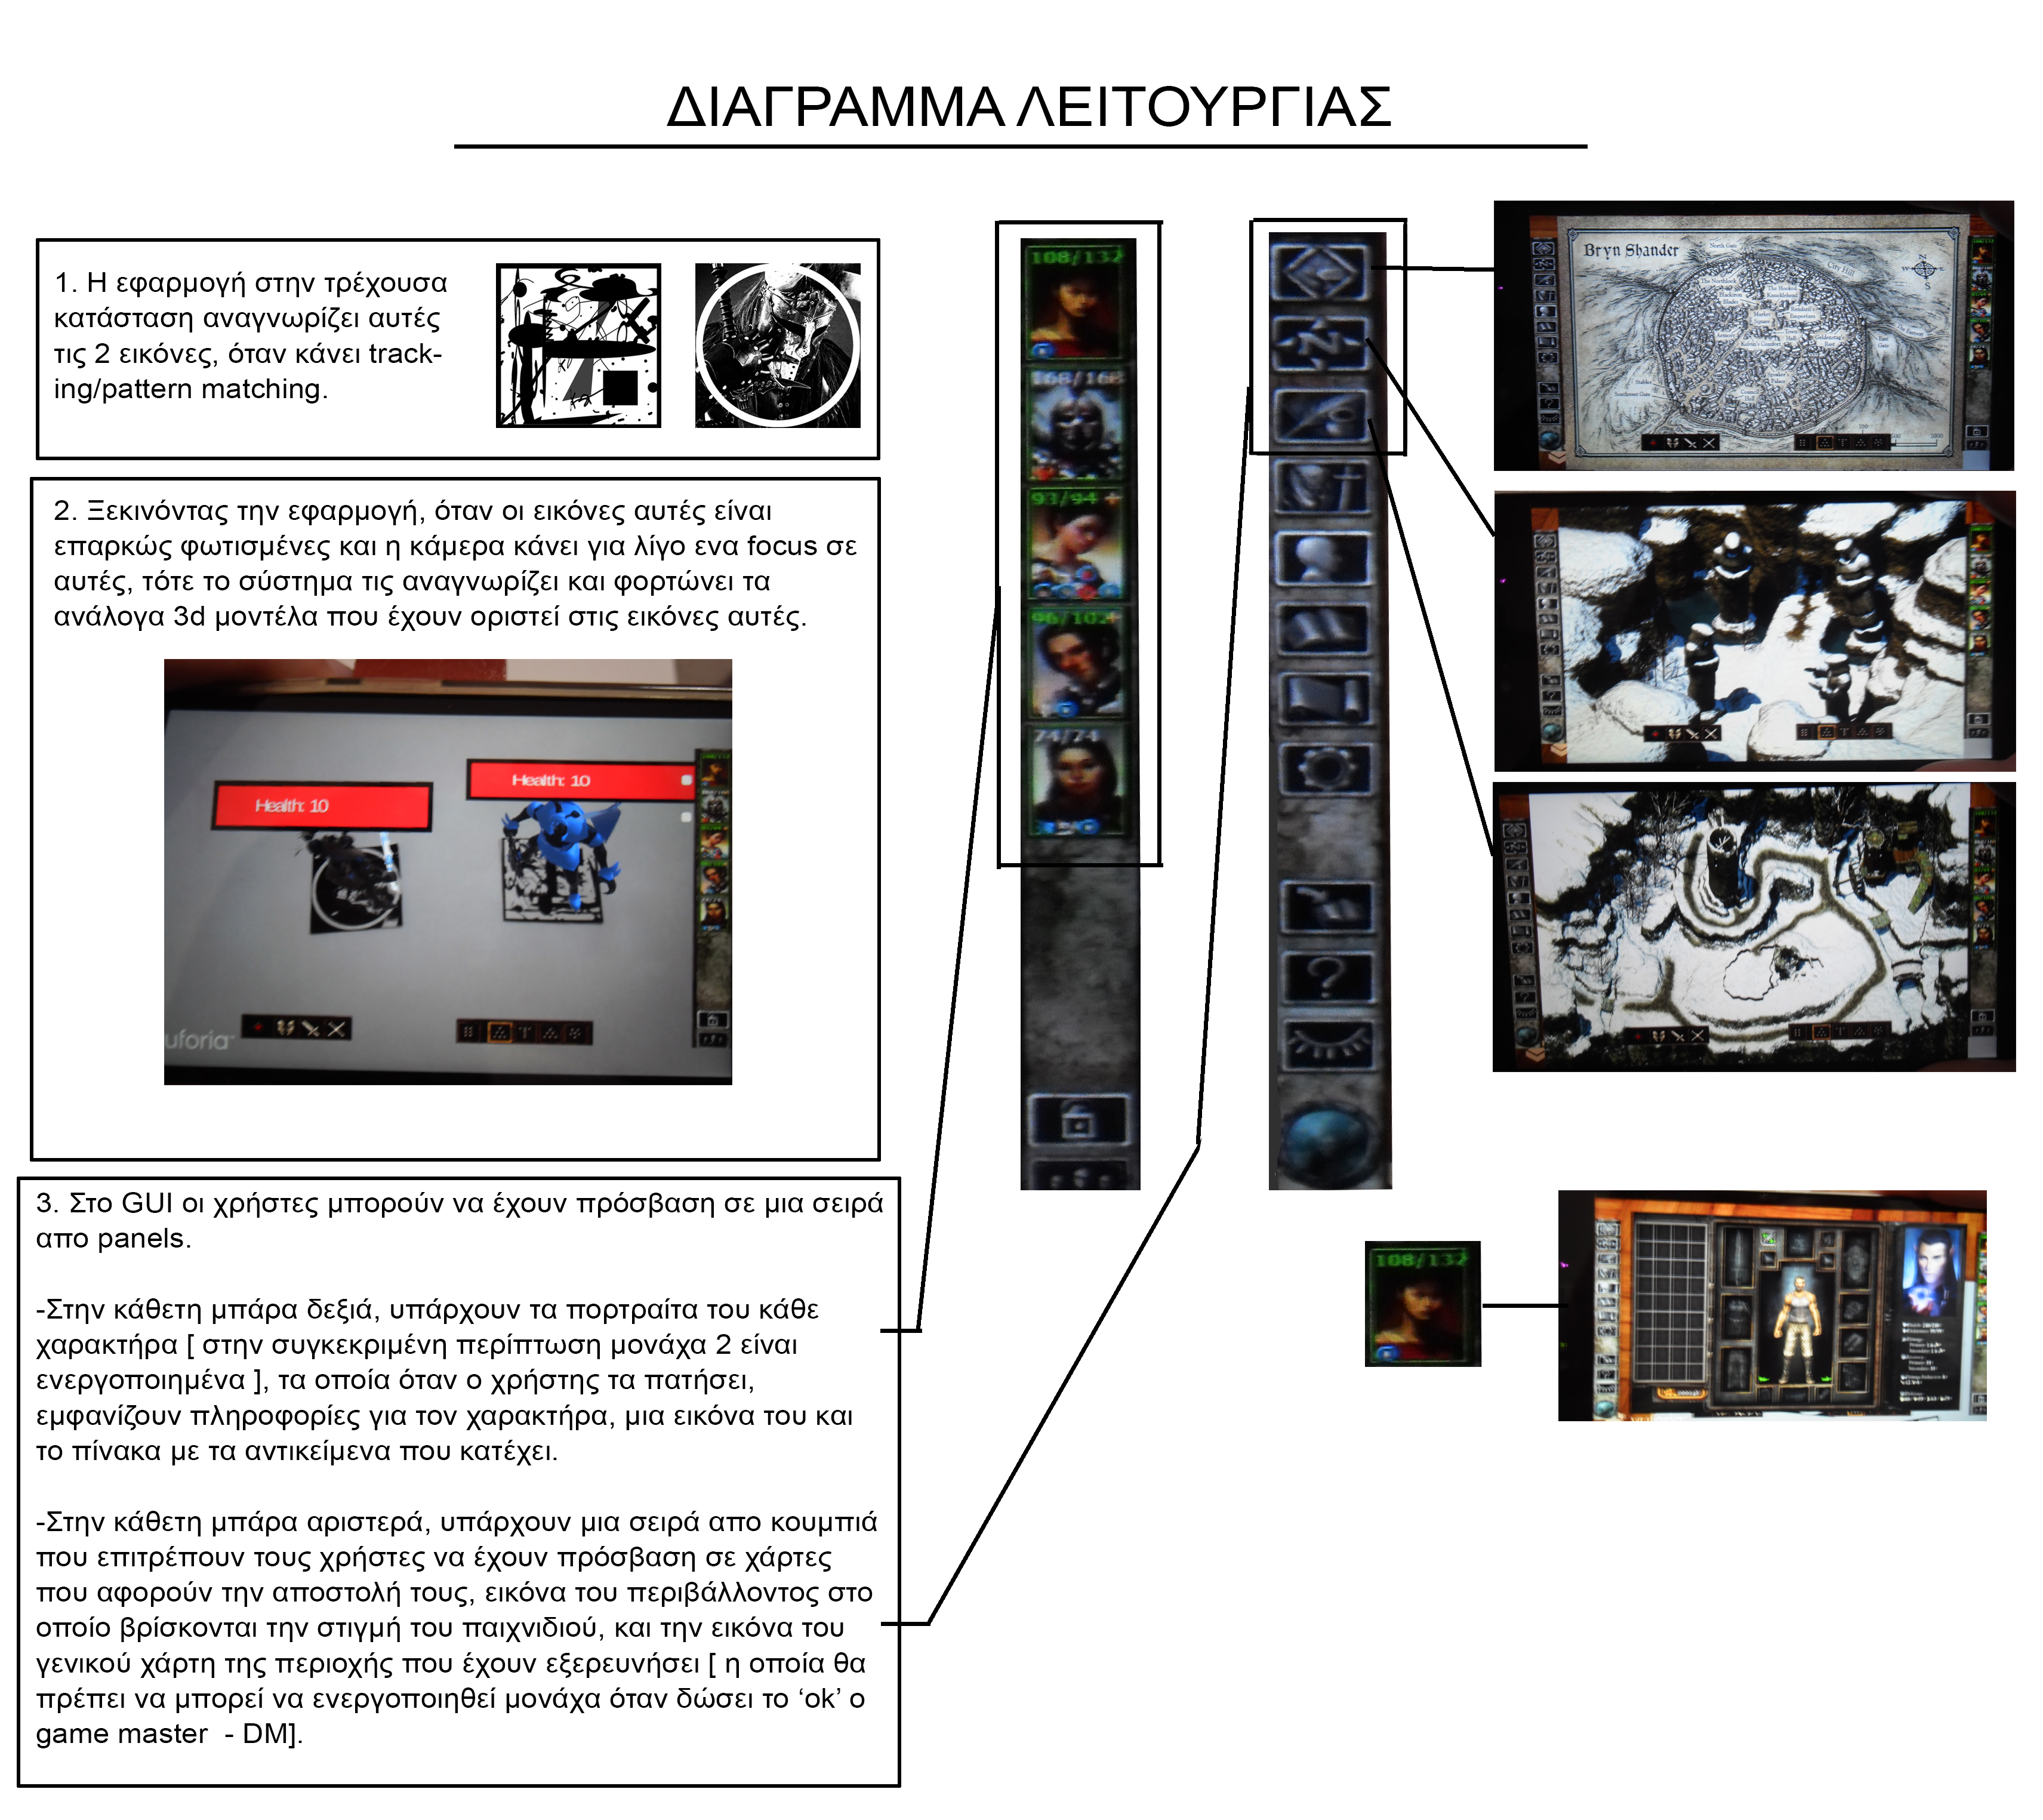 ΔΙΑΓΡΑΜΜΑ ΛΕΙΤΟΥΡΓΙΑΣ
1. Η εφαρμογή στην τρέχουσα
κατάσταση αναγνωρίζει αυτές
τις 2 εικόνες, όταν κάνει track-
ing/pattern matching.
2. Ξεκινόντας την εφαρμογή, όταν οι εικόνες αυτές είναι
επαρκώς φωτισμένες και η κάμερα κάνει για λίγο ενα focus σε
αυτές, τότε το σύστημα τις αναγνωρίζει και φορτώνει τα
ανάλογα 3d μοντέλα που έχουν οριστεί στις εικόνες αυτές.
Health: 10
Health: 10
uforia
3. Στο GUI οι χρήστες μπορούν να έχουν πρόσβαση σε μια σειρά
απο panels.
-Στην κάθετη μπάρα δεξιά, υπάρχουν τα πορτραίτα του κάθε
χαρακτήρα [ στην συγκεκριμένη περίπτωση μονάχα 2 είναι
ενεργοποιημένα ], τα οποία όταν ο χρήστης τα πατήσει,
εμφανίζουν πληροφορίες για τον χαρακτήρα, μια εικόνα του και
το πίνακα με τα αντικείμενα που κατέχει.
-Στην κάθετη μπάρα αριστερά, υπάρχουν μια σειρά απο κουμπιά
που επιτρέπουν τους χρήστες να έχουν πρόσβαση σε χάρτες
που αφορούν την αποστολή τους, εικόνα του περιβάλλοντος στο
οποίο βρίσκονται την στιγμή του παιχνιδιού, και την εικόνα του
γενικού χάρτη της περιοχής που έχουν εξερευνήσει [ η οποία θα
πρέπει να μπορεί να ενεργοποιηθεί μονάχα όταν δώσει το ‘ok’ ο
game master - DM].
108/132
168/168
93/94
96/102
74/74
N
?
Bryn Shander
North Gate
City Hill
108/132